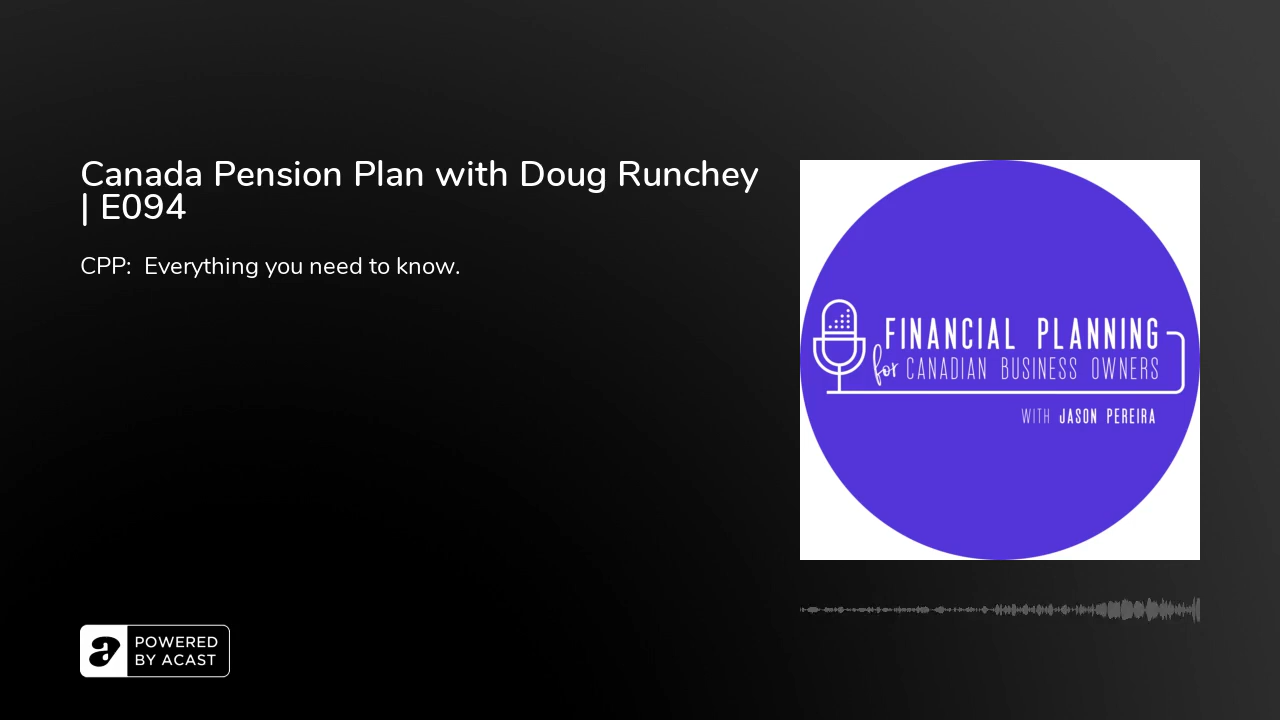 Canada Pension Plan with Doug Runchey
| E094
CPP:  Everything you need to know.
FINANCIAL PLANNING
for CANADIAN BUSINESS OWNERS
WITH JASON PEREIRA
a
POWERED
BY ACAST